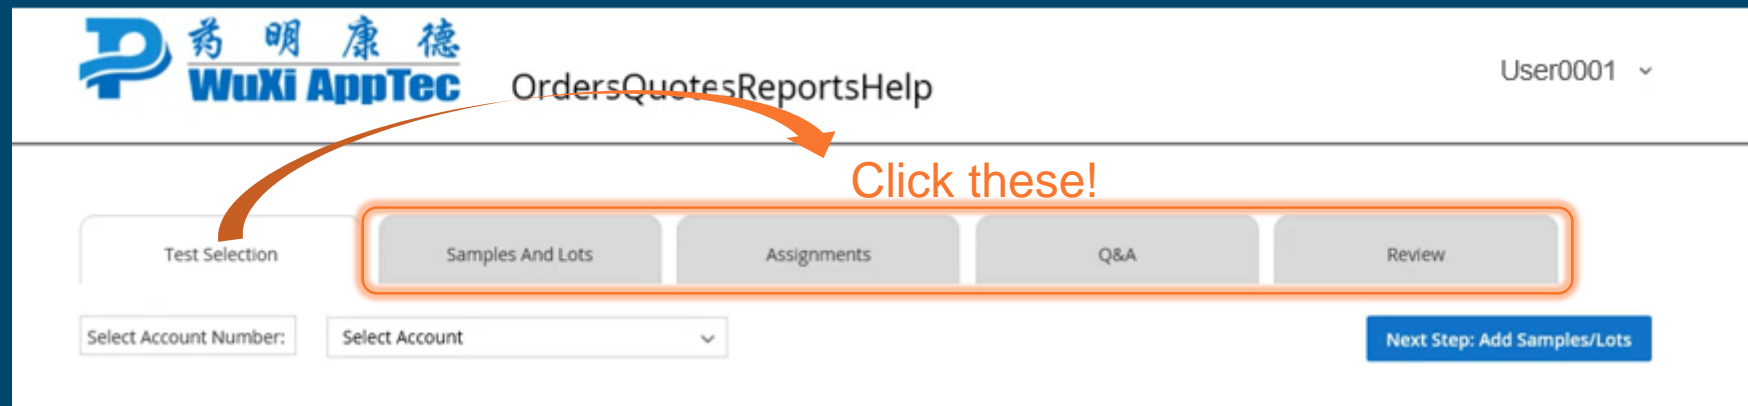 药明康德
WuXi AppTec
OrdersQuotesReportsHelp
User0001
Click these!
Test Selection
Samples And Lots
Assignments
Q&A
Review
Select Account Number:
Select Account
Next Step: Add Samples/Lots